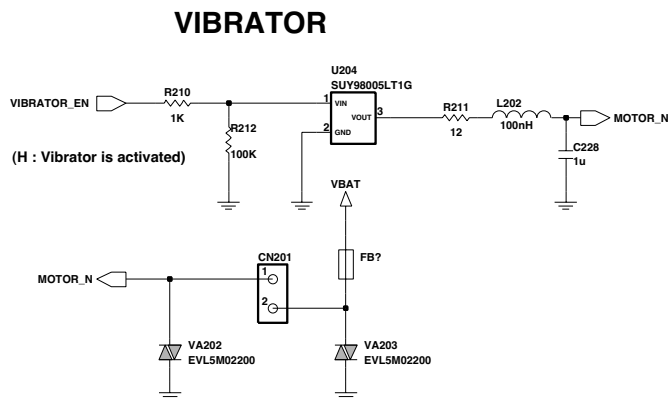 VIBRATOR
U204
SUY98005LT1G
R210
1 VIN
VIBRATOR_EN
1K
VOUT 3
R211
12
L202
100nH
MOTOR_N
2 GND
R212
100K
(H : Vibrator is activated)
C228
1u
VBAT
CN201
FB?
MOTOR_N
1
2
VA202
EVL5M02200
VA203
EVL5M02200